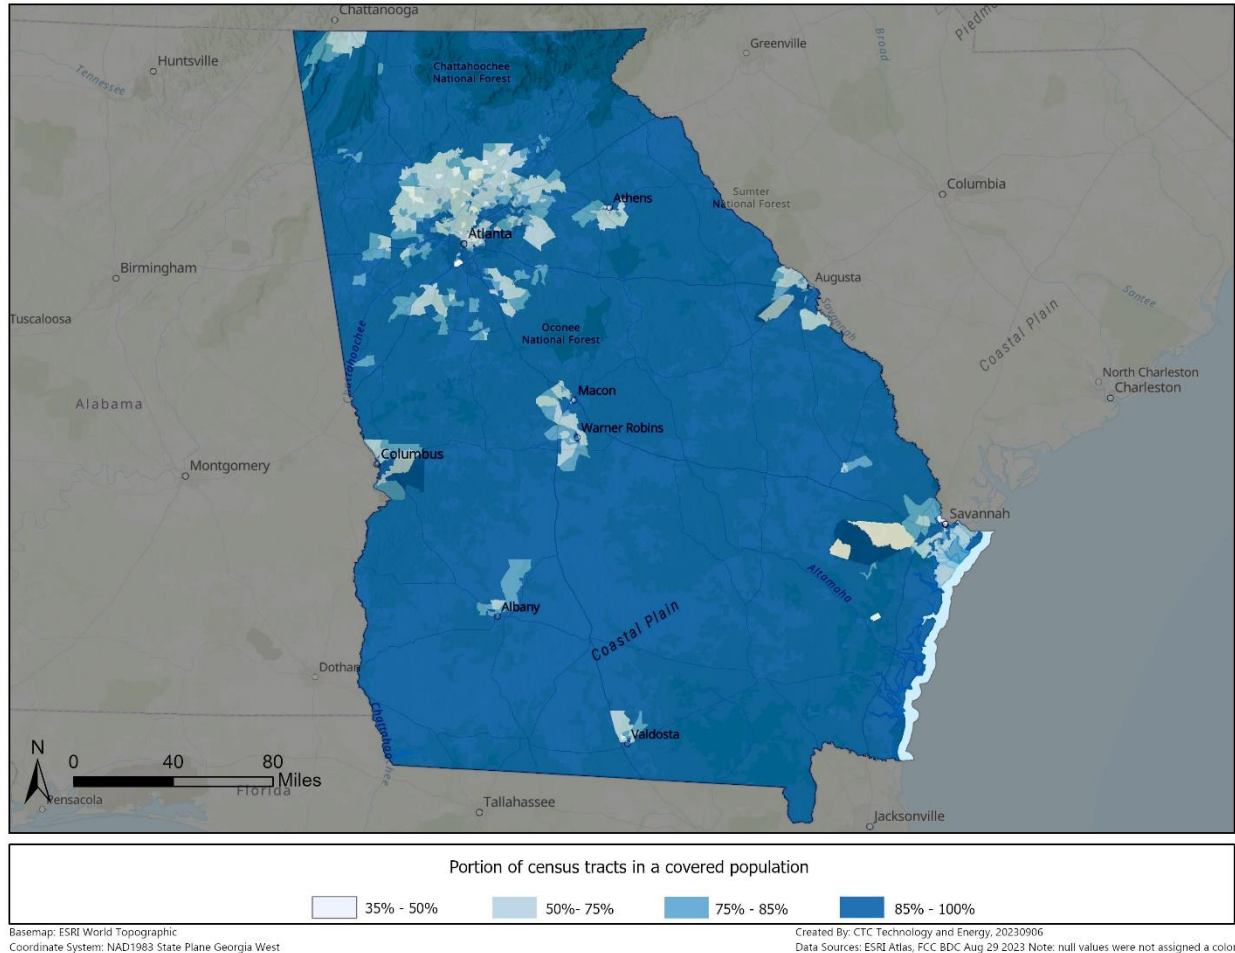 Chattanooga
Piedm
Greenville
Broad
Huntsville
Tennessee
Chattahoochee
National Forest
Columbia
Sumter
National Forest
Athens
Atlanta
Birmingham
Augusta
Santee
Savannah
Tuscaloosa
Coastal Plain
Oconee
National Forest
Chattahoochee
North Charleston
Charleston
Alabama
Macon
Warner Robins
Columbus
Montgomery
Savannah
Altamaha
Albany
Coastal Plain
Dothan
Chattahoochee
Valdosta
N
0 40 80
Miles
Florida
Pensacola
Tallahassee
Jacksonville
Portion of census tracts in a covered population
35% - 50% 50%- 75% 75% - 85% 85% - 100%
Basemap: ESRI World Topographic Created By: CTC Technology and Energy, 20230906
Coordinate System: NAD1983 State Plane Georgia West Data Sources: ESRI Atlas, FCC BDC Aug 29 2023 Note: null values were not assigned a color